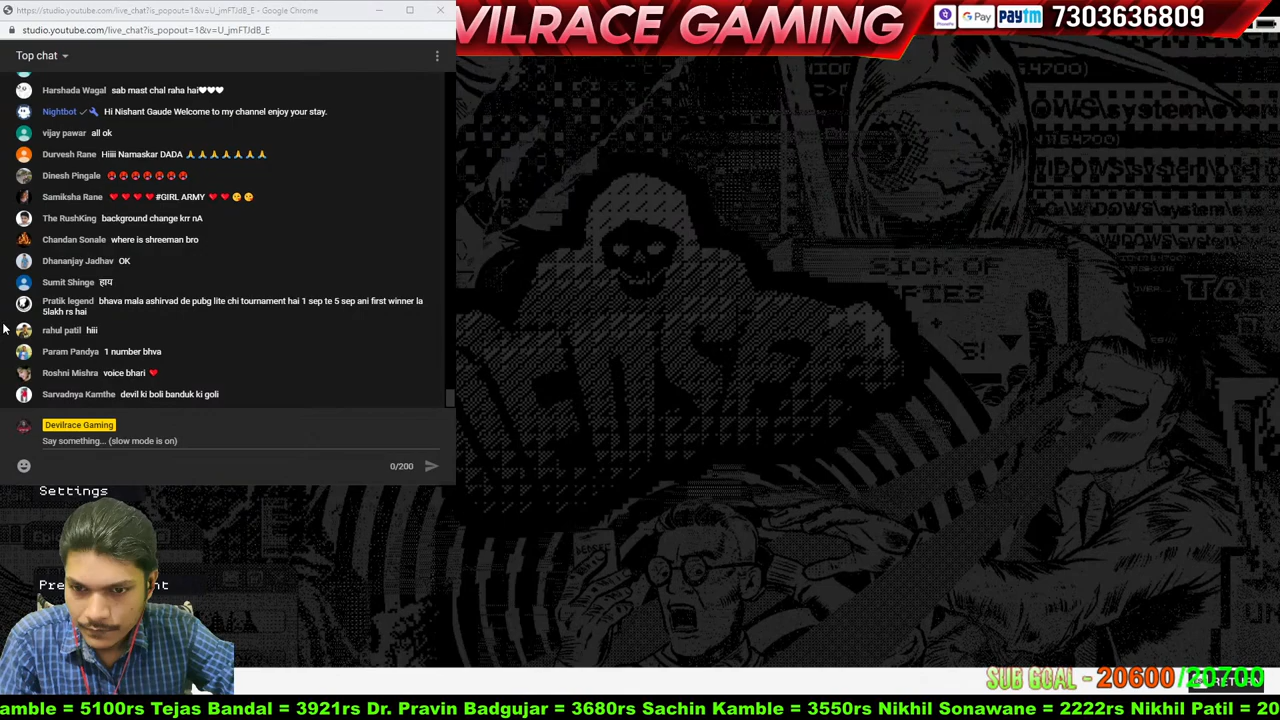 https://studio.youtube.com/live_chat?is_popout=1&v=U_jmFTJdB_E - Google Chrome
studio.youtube.com/live_chat?is_popout=1&v=U_jmFTJdB_E
Top chat
Harshada Wagal sab mast chal raha hai🤍🤍🤍
Nightbot Hi Nishant Gaude Welcome to my channel enjoy your stay.
vijay pawar all ok
Durvesh Rane Hiiii Namaskar DADA 🙏🙏🙏🙏🙏🙏🙏
Dinesh Pingale
Samiksha Rane ❤️❤️❤️❤️#GIRL ARMY ❤️❤️😘😘
The RushKing background change krr nA
Chandan Sonale where is shreeman bro
Dhananjay Jadhav OK
Sumit Shinge हाय
Pratik legend bhava mala ashirvad de pubg lite chi tournament hai 1 sep te 5 sep ani first winner la
5lakh rs hai
rahul patil hiii
Param Pandya 1 number bhva
Roshni Mishra voice bhari ❤️
Sarvadnya Kamthe devil ki boli banduk ki goli
Devilrace Gaming
Say something... (slow mode is on)
0/200
Settings
VILRACE GAMING
PhonePe G Pay Paytm 7303636809
SICK OF
SUB GOAL - 20600/20700
RETURN
amble = 5100rs Tejas Bandal = 3921rs Dr. Pravin Badgujar = 3680rs Sachin Kamble = 3550rs Nikhil Sonawane = 2222rs Nikhil Patil = 20